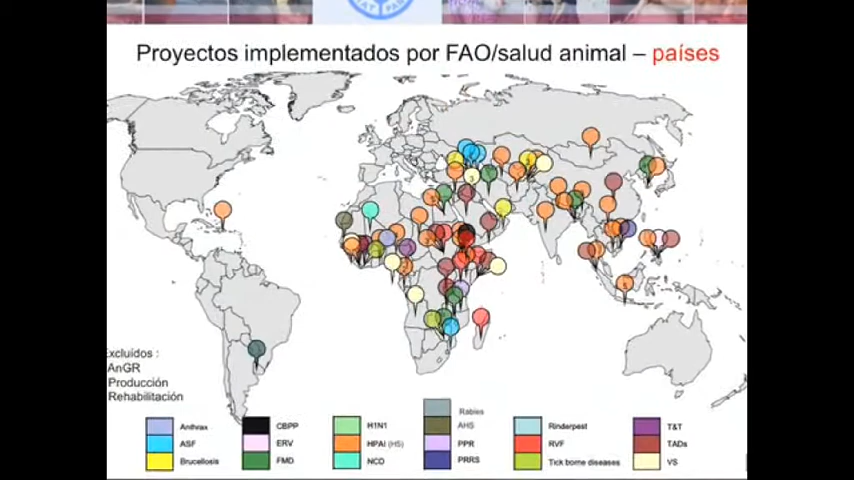 Proyectos implementados por FAO/salud animal – países
Excluídos :
AnGR
Producción
Rehabilitación
Anthrax
ASF
Brucellosis
CBPP
ERV
FMD
H1N1
HPAI (H5)
NCD
Rabies
AHS
PPR
PRRS
Rinderpest
RVF
Tick borne diseases
T&T
TADs
VS